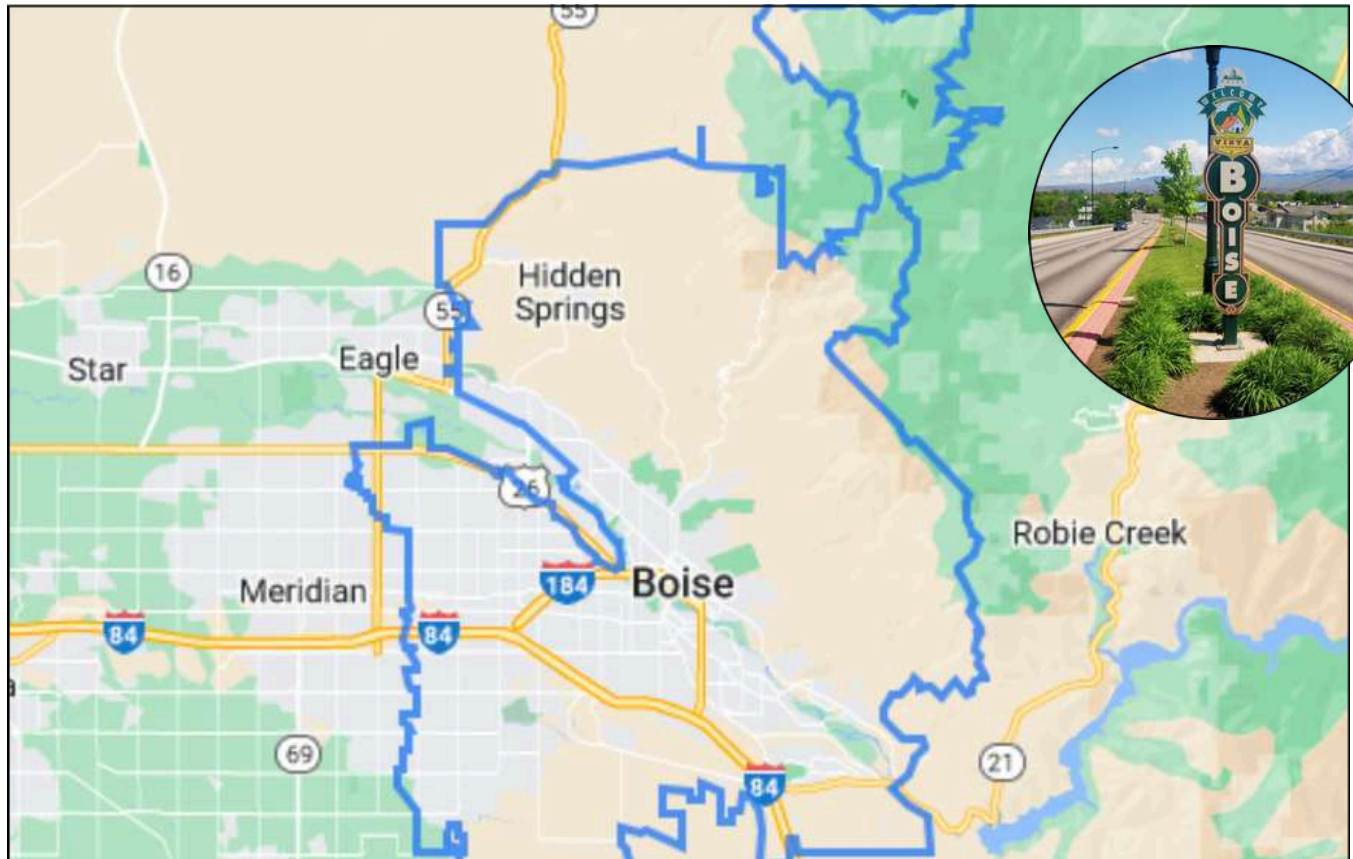 55
WELCOME
VISTA
BOISE
16
Hidden
Springs
55
Star
Eagle
26
Robie Creek
184
Boise
Meridian
84
84
a
69
21
84